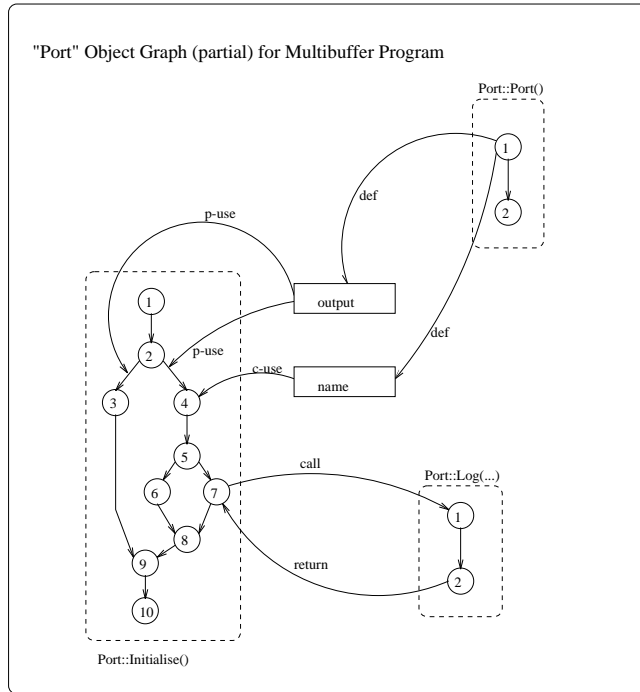 "Port" Object Graph (partial) for Multibuffer Program
Port::Port()
1
2
def
def
p-use
p-use
output
c-use
name
1
2
3
4
5
6
7
8
9
10
Port::Initialise()
call
return
Port::Log(...)
1
2